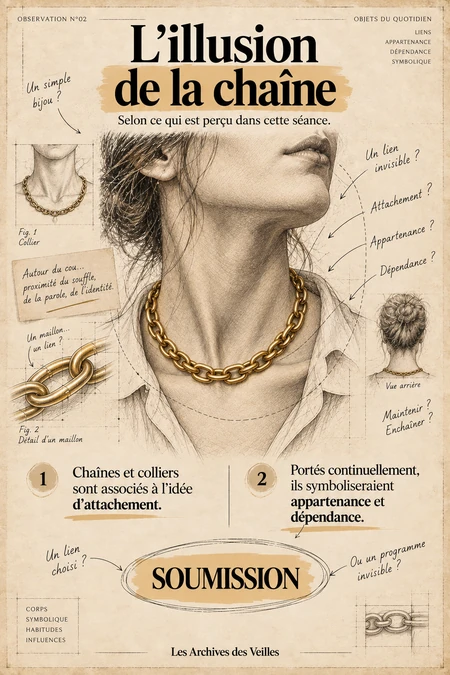 OBSERVATION N°02
OBJETS DU QUOTIDIEN
LIENS
APPARTENANCE
DÉPENDANCE
SYMBOLIQUE
L'illusion
de la chaîne
Selon ce qui est perçu dans cette séance.
Un simple
bijou ?
Fig. 1
Collier
Autour du cou...
proximité du souffle,
de la parole, de l'identité.
Un maillon...
un lien ?
Fig. 2
Détail d'un maillon
Un lien
invisible ?
Attachement ?
Appartenance ?
Dépendance ?
Vue arrière
Maintenir ?
Enchaîner ?
1
Chaînes et colliers
sont associés à l'idée
d'attachement.
2
Portés continuellement,
ils symboliseraient
appartenance et
dépendance.
Un lien
choisi ?
SOUMISSION
Ou un programme
invisible ?
CORPS
SYMBOLIQUE
HABITUDES
INFLUENCES
Les Archives des Veilles